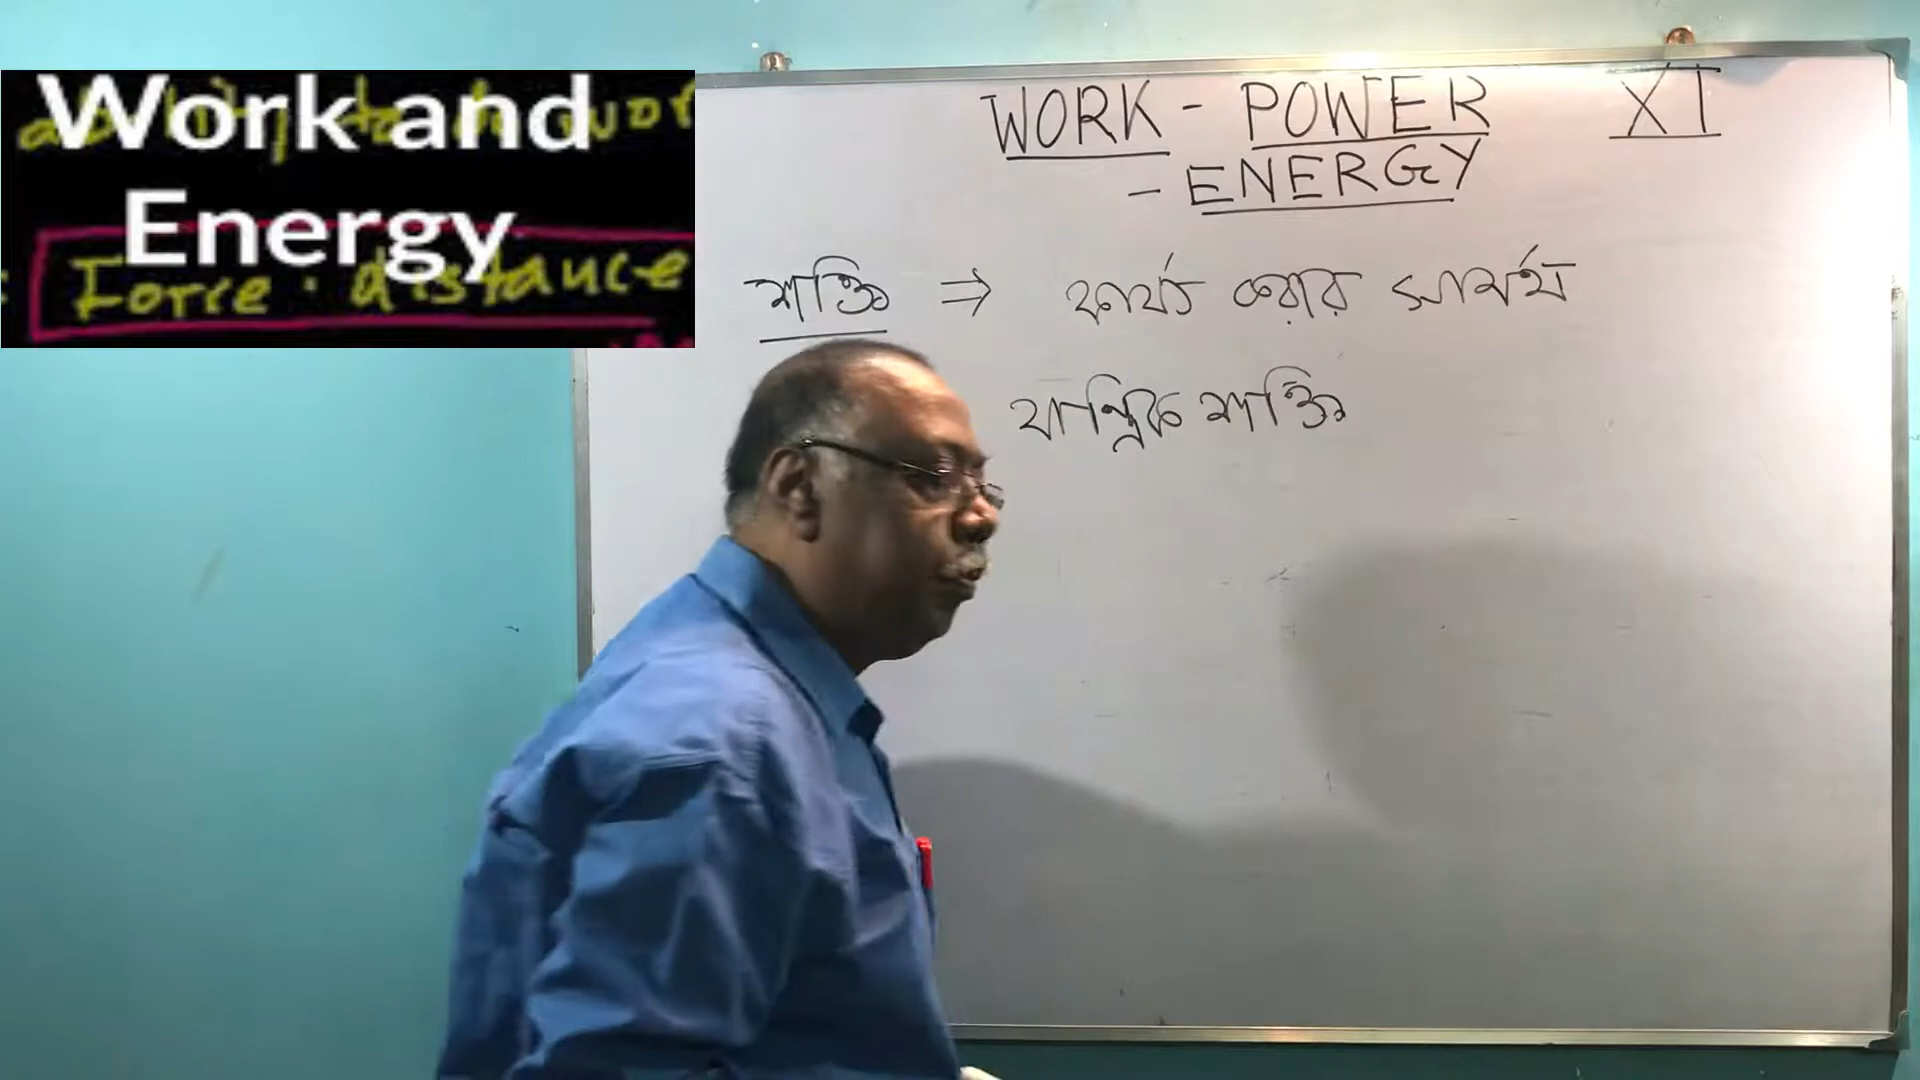 Work and
Energy
Force · distance
WORK - POWER XI
- ENERGY
শক্তি ⇒ কার্য্য করার সামর্থ্য
যান্ত্রিক শক্তি